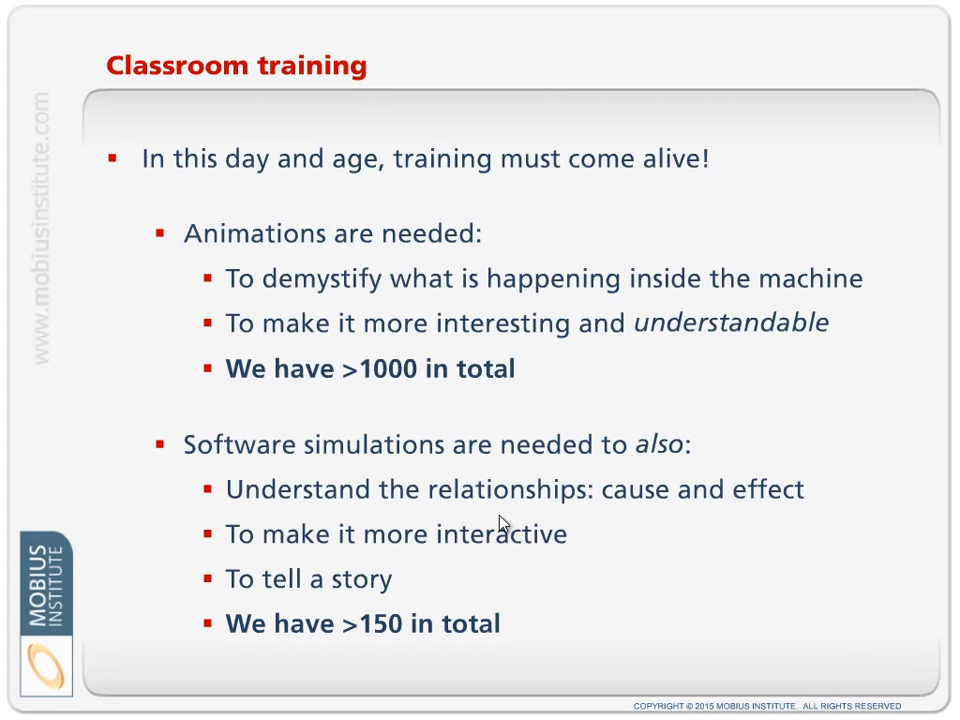 Classroom training
www.mobiusinstitute.com
In this day and age, training must come alive!
Animations are needed:
To demystify what is happening inside the machine
To make it more interesting and understandable
We have >1000 in total
Software simulations are needed to also:
Understand the relationships: cause and effect
To make it more interactive
To tell a story
We have >150 in total
MOBIUS
INSTITUTE
COPYRIGHT © 2015 MOBIUS INSTITUTE. ALL RIGHTS RESERVED